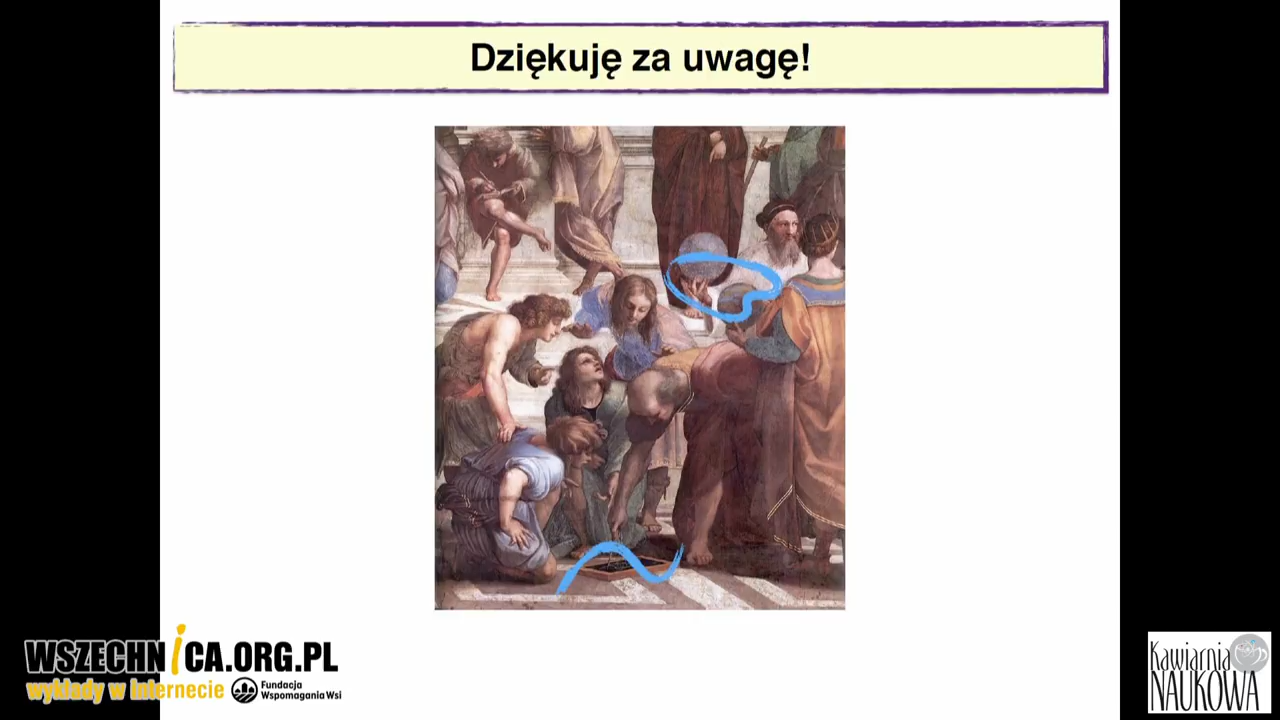 Dziękuję za uwagę!
WSZECHNiCA.ORG.PL
wykłady w internecie
Fundacja
Wspomagania Wsi
Kawiarnia
NAUKOWA